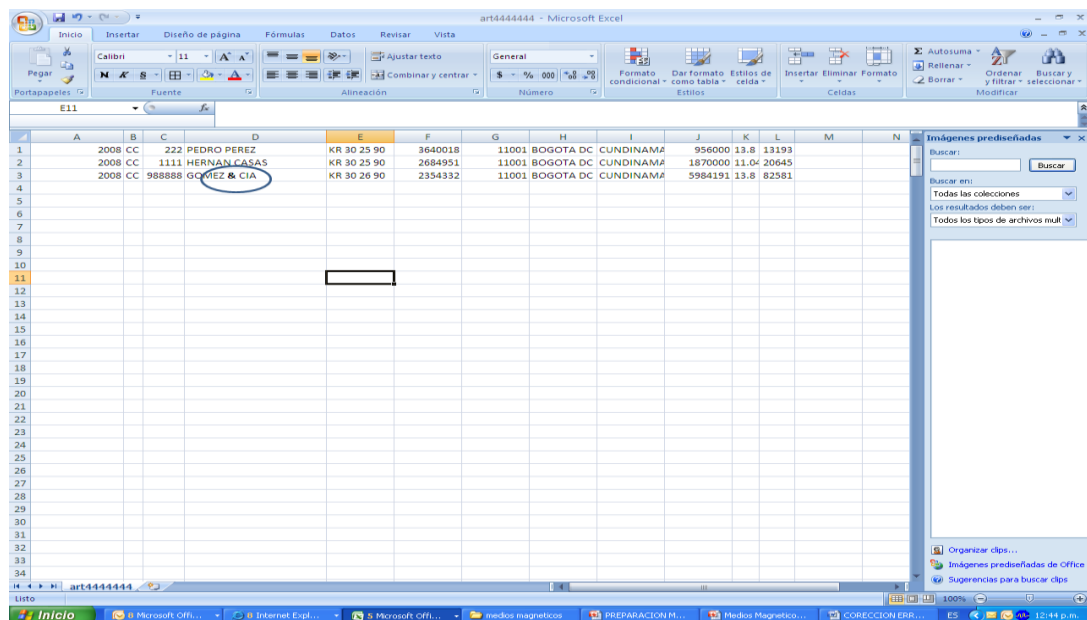 art4444444 - Microsoft Excel
Inicio Insertar Diseño de página Fórmulas Datos Revisar Vista
Pegar
Portapapeles
Calibri 11
N K S
Fuente
Ajustar texto
Combinar y centrar
Alineación
General
$ % 000
Número
Formato condicional
Dar formato como tabla
Estilos de celda
Estilos
Insertar Eliminar Formato
Celdas
Σ Autosuma
Rellenar
Borrar
Ordenar y filtrar
Buscar y seleccionar
Modificar
E11 fx
A B C D E F G H I J K L M N
1 2008 CC 222 PEDRO PEREZ KR 30 25 90 3640018 11001 BOGOTA DC CUNDINAMA 956000 13.8 13193
2 2008 CC 1111 HERNAN CASAS KR 30 25 90 2684951 11001 BOGOTA DC CUNDINAMA 1870000 11.04 20645
3 2008 CC 988888 GOMEZ & CIA KR 30 26 90 2354332 11001 BOGOTA DC CUNDINAMA 5984191 13.8 82581
4
5
6
7
8
9
10
11
12
13
14
15
16
17
18
19
20
21
22
23
24
25
26
27
28
29
30
31
32
33
34
Imágenes prediseñadas
Buscar:
Buscar
Buscar en:
Todas las colecciones
Los resultados deben ser:
Todos los tipos de archivos mult
Organizar clips...
Imágenes prediseñadas de Office
Sugerencias para buscar clips
art4444444
Listo
100%
Inicio
6 Microsoft Offi...
8 Internet Expl...
5 Microsoft Offi...
medios magneticos
PREPARACION M...
Medios Magnetico...
CORECCION ERR...
ES
12:44 p.m.